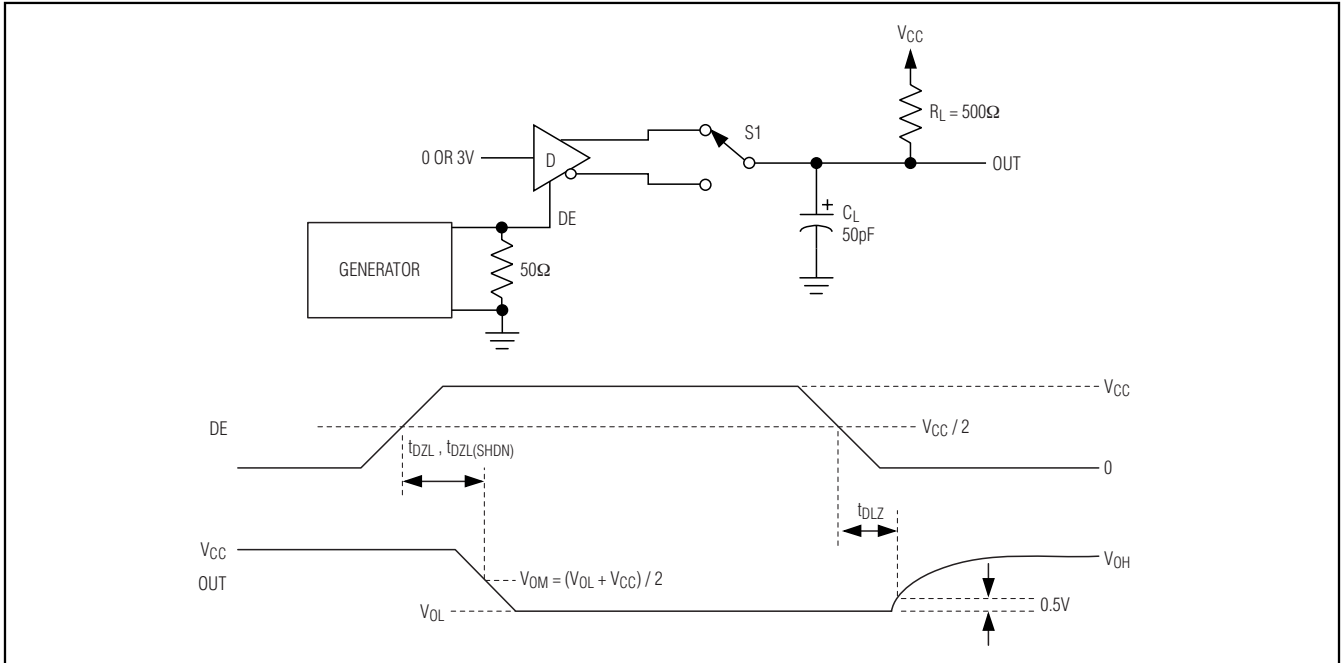 VCC
RL = 500Ω
S1
0 OR 3V
D
OUT
DE
+
CL
50pF
GENERATOR
50Ω
VCC
DE
VCC / 2
tDZL , tDZL(SHDN)
0
tDLZ
VCC
OUT
VOM = (VOL + VCC) / 2
VOH
0.5V
VOL